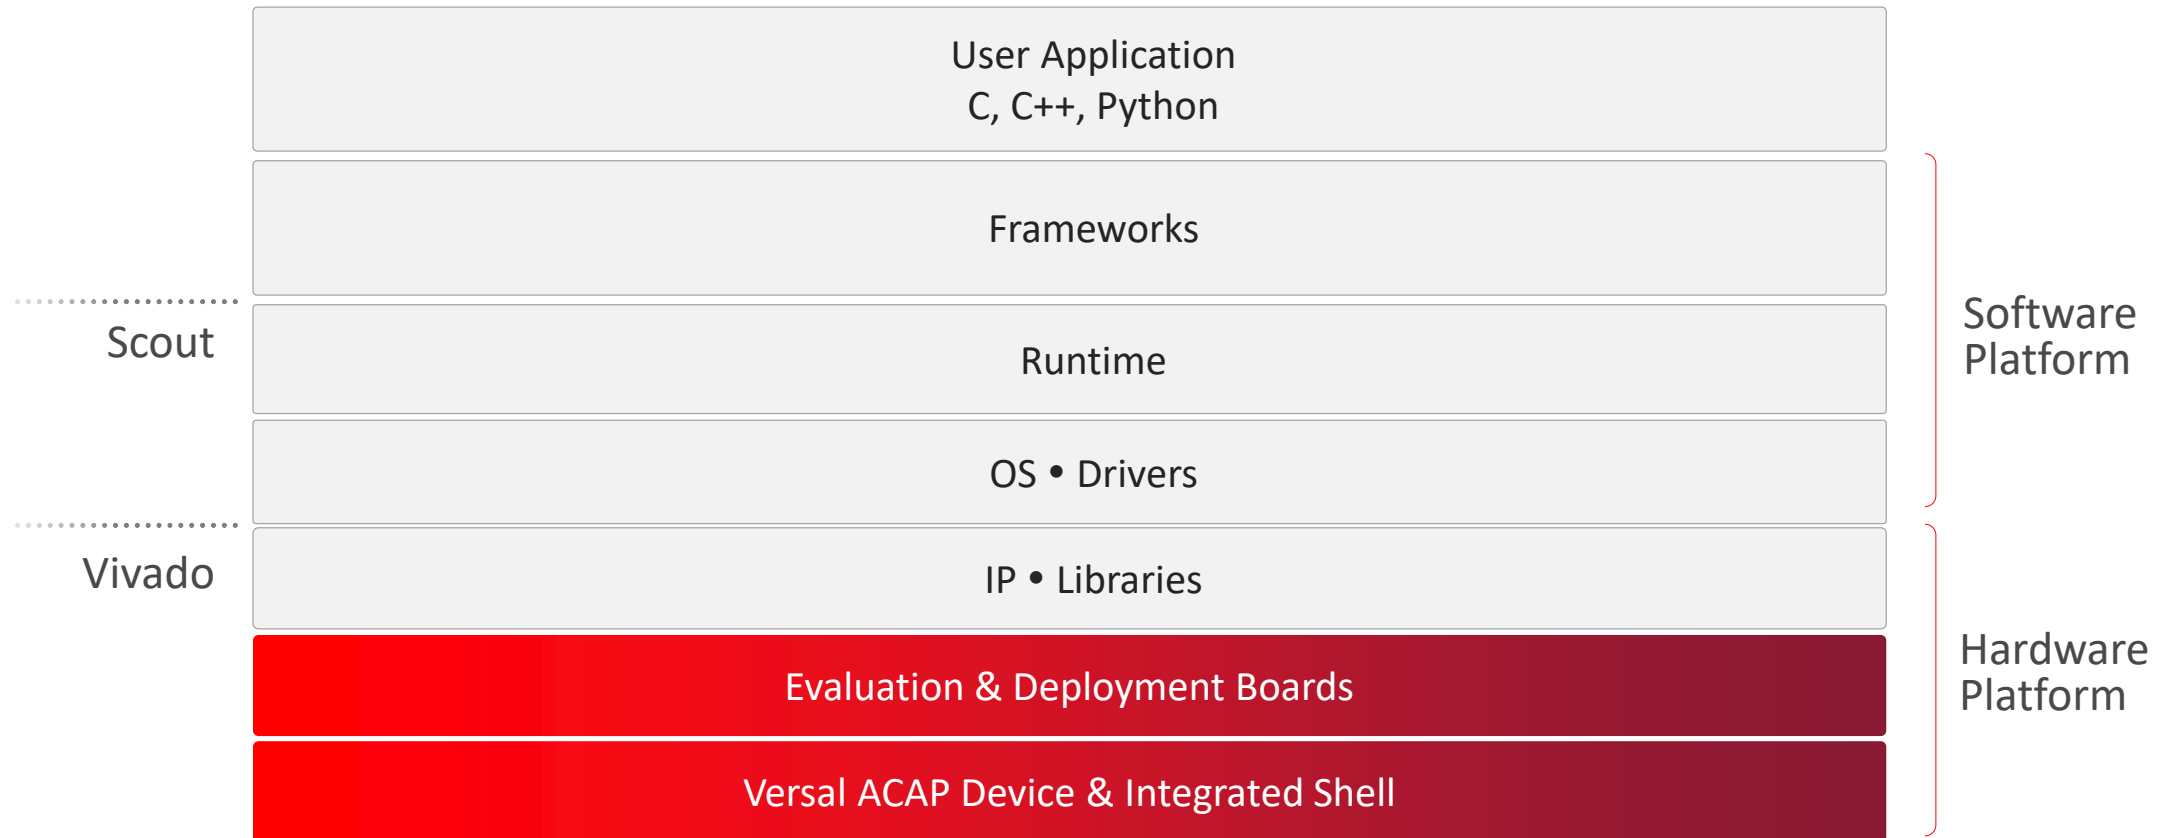 User Application
C, C++, Python
Frameworks
Scout
Runtime
Software
Platform
OS • Drivers
Vivado
IP • Libraries
Evaluation & Deployment Boards
Hardware
Platform
Versal ACAP Device & Integrated Shell